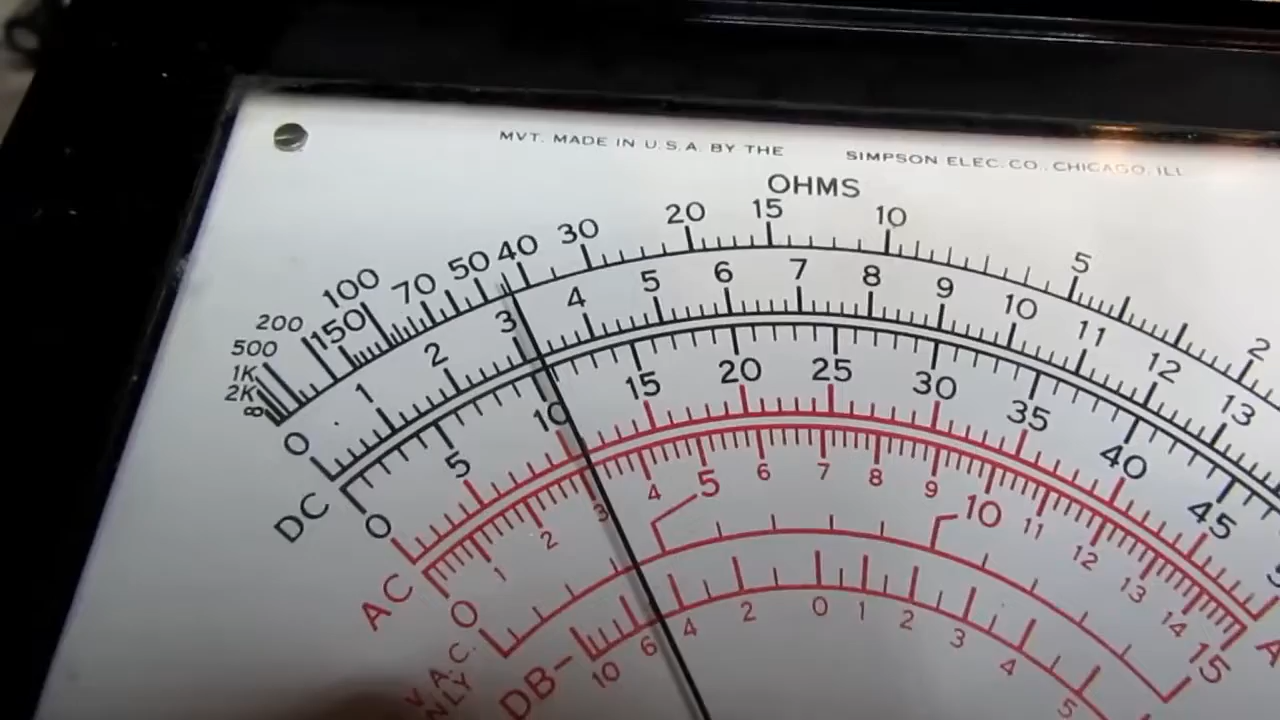 MVT. MADE IN U.S.A. BY THE SIMPSON ELEC. CO., CHICAGO, ILL
OHMS
∞ 2K 1K 500 200 150 100 70 50 40 30 20 15 10 5 2
DC
0 1 2 3 4 5 6 7 8 9 10 11 12 13
0 5 10 15 20 25 30 35 40 45
AC
0 1 2 3 4 5 6 7 8 9 10 11 12 13 14 15
5 10
DB-
10 6 4 2 0 1 2 3 4 5